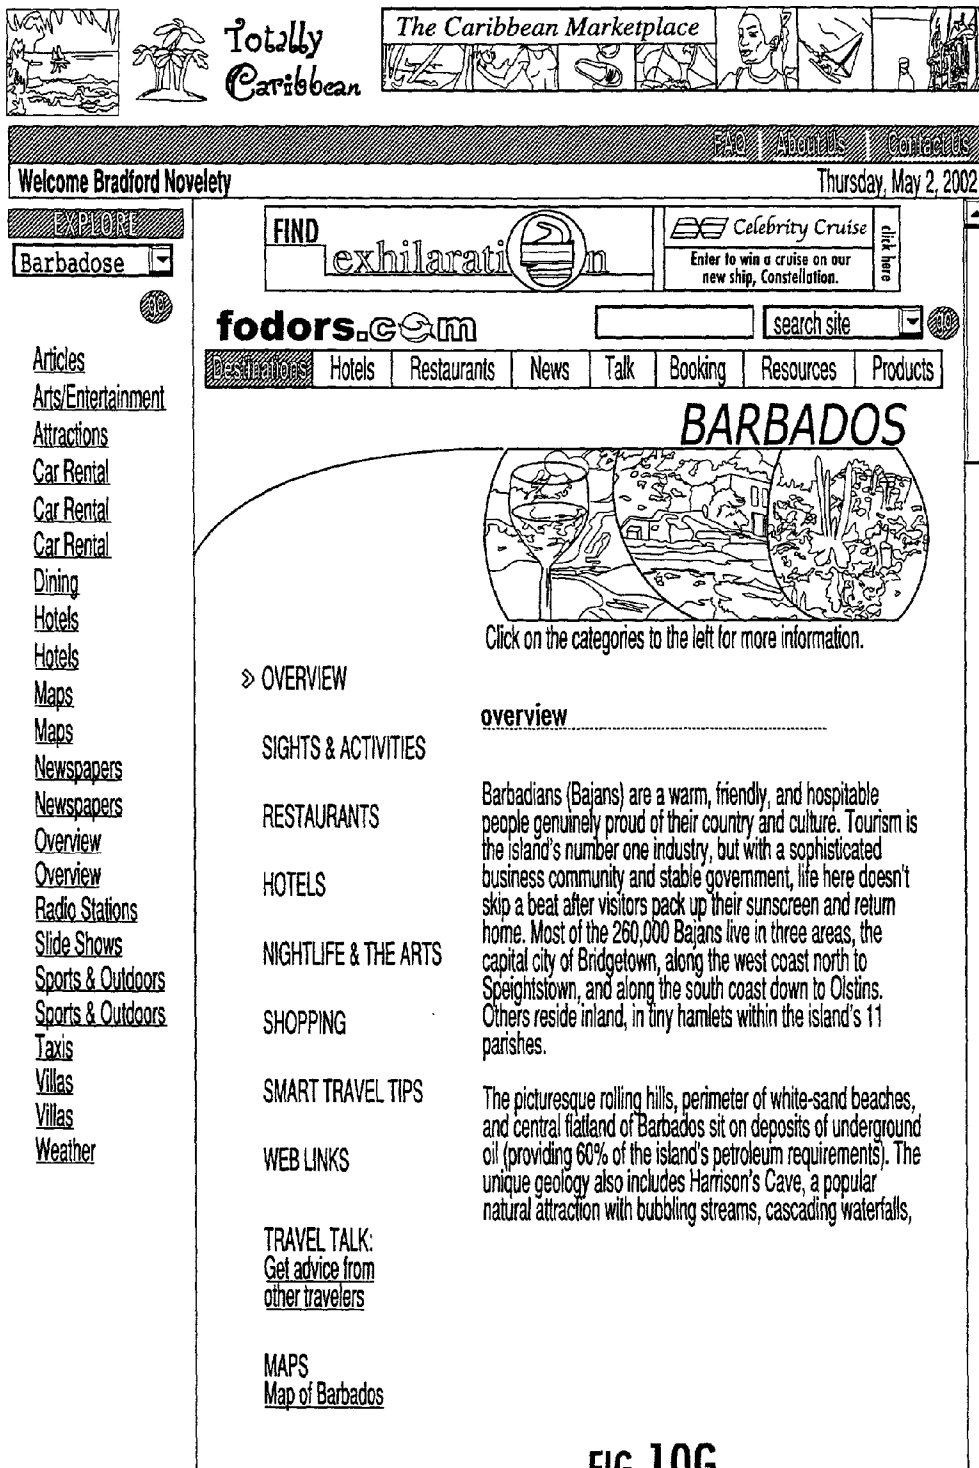 Totally
Caribbean
The Caribbean Marketplace
FAQ | About Us | Contact Us
Welcome Bradford Novelety
Thursday, May 2, 2002
EXPLORE
Barbadose
go
Articles
Arts/Entertainment
Attractions
Car Rental
Car Rental
Car Rental
Dining
Hotels
Hotels
Maps
Maps
Newspapers
Newspapers
Overview
Overview
Radio Stations
Slide Shows
Sports & Outdoors
Sports & Outdoors
Taxis
Villas
Villas
Weather
FIND
exhilaration
Celebrity Cruise
Enter to win a cruise on our
new ship, Constellation.
click here
fodors.com
search site
go
Destinations Hotels Restaurants News Talk Booking Resources Products
BARBADOS
Click on the categories to the left for more information.
» OVERVIEW
SIGHTS & ACTIVITIES
RESTAURANTS
HOTELS
NIGHTLIFE & THE ARTS
SHOPPING
SMART TRAVEL TIPS
WEB LINKS
TRAVEL TALK:
Get advice from
other travelers
MAPS
Map of Barbados
overview
Barbadians (Bajans) are a warm, friendly, and hospitable
people genuinely proud of their country and culture. Tourism is
the island's number one industry, but with a sophisticated
business community and stable government, life here doesn't
skip a beat after visitors pack up their sunscreen and return
home. Most of the 260,000 Bajans live in three areas, the
capital city of Bridgetown, along the west coast north to
Speightstown, and along the south coast down to Olstins.
Others reside inland, in tiny hamlets within the island's 11
parishes.
The picturesque rolling hills, perimeter of white-sand beaches,
and central flatland of Barbados sit on deposits of underground
oil (providing 60% of the island's petroleum requirements). The
unique geology also includes Harrison's Cave, a popular
natural attraction with bubbling streams, cascading waterfalls,
FIG. 10G